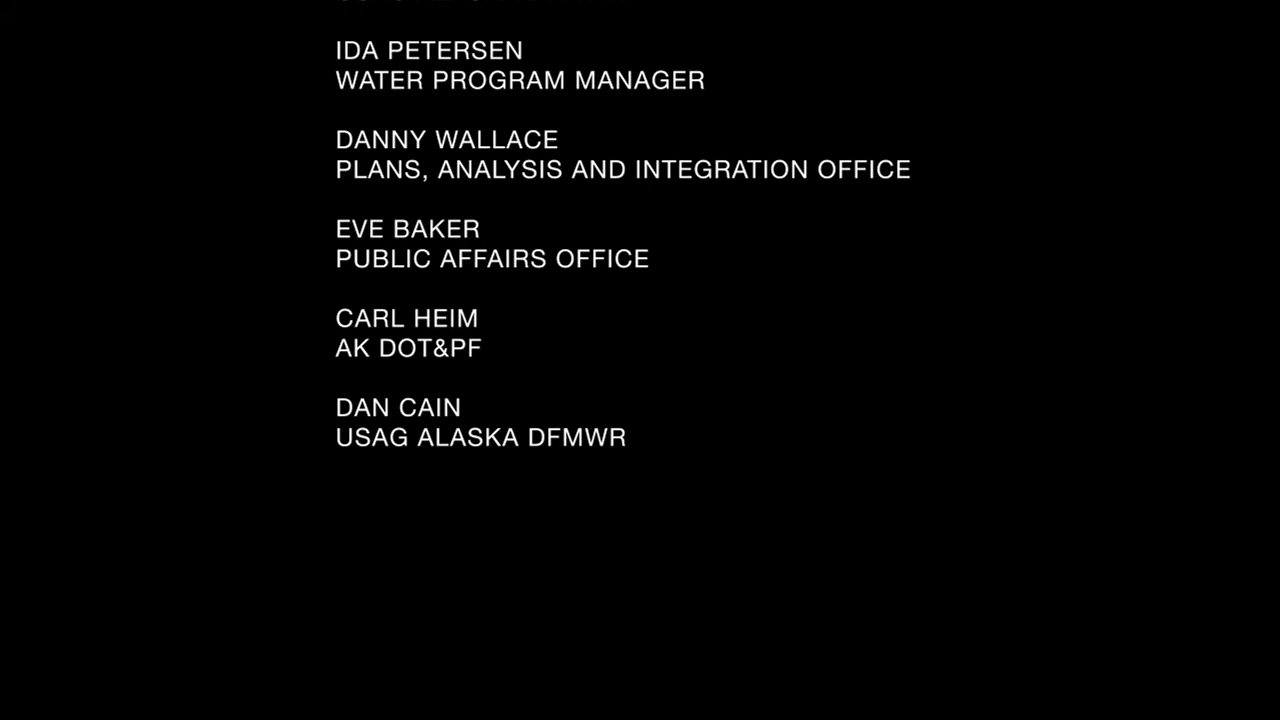 IDA PETERSEN
WATER PROGRAM MANAGER
DANNY WALLACE
PLANS, ANALYSIS AND INTEGRATION OFFICE
EVE BAKER
PUBLIC AFFAIRS OFFICE
CARL HEIM
AK DOT&PF
DAN CAIN
USAG ALASKA DFMWR